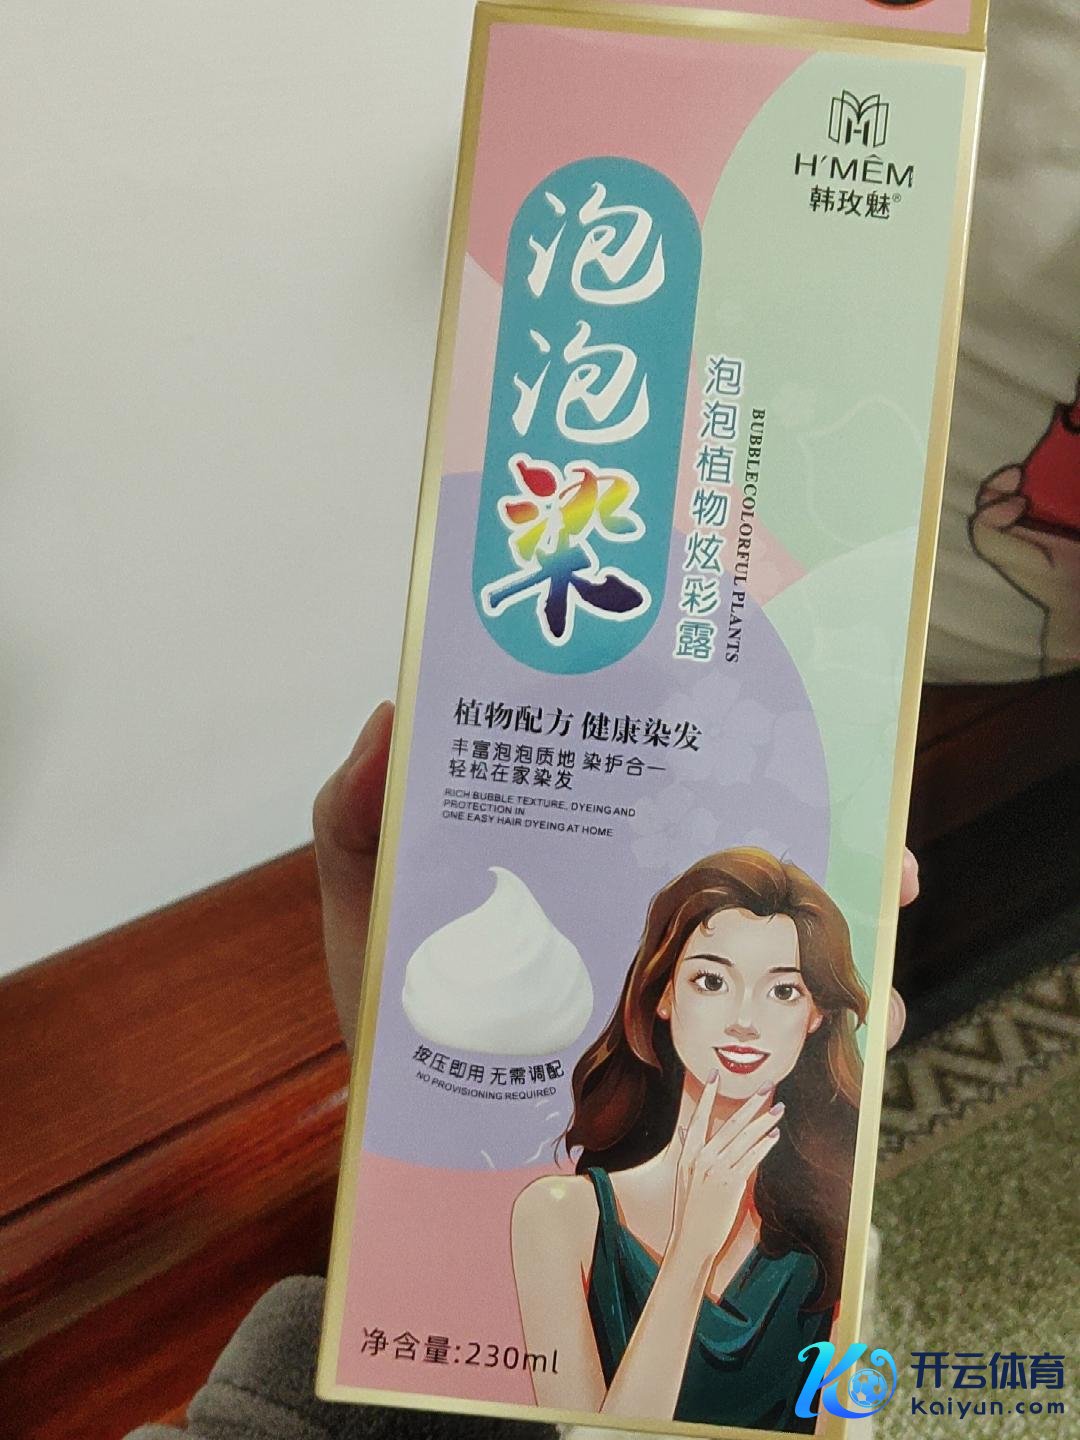 H'MÊM
韩玫魅®
泡泡染
泡泡植物炫彩露
BUBBLECOLORFUL PLANTS
植物配方 健康染发
丰富泡泡质地 染护合一
轻松在家染发
RICH BUBBLE TEXTURE, DYEING AND
PROTECTION IN
ONE.EASY HAIR DYEING AT HOME
按压即用 无需调配
NO PROVISIONING REQUIRED
净含量:230ml
开云体育
kaiyun.com